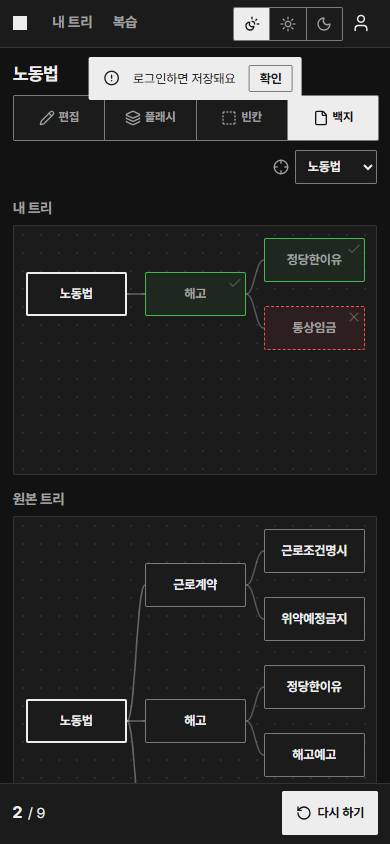 내 트리 복습
노동법
로그인하면 저장돼요 확인
편집 플래시 빈칸 백지
노동법
내 트리
정당한이유
노동법 해고
통상임금
원본 트리
근로조건명시
근로계약
위약예정금지
정당한이유
노동법 해고
해고예고
2 / 9 다시 하기